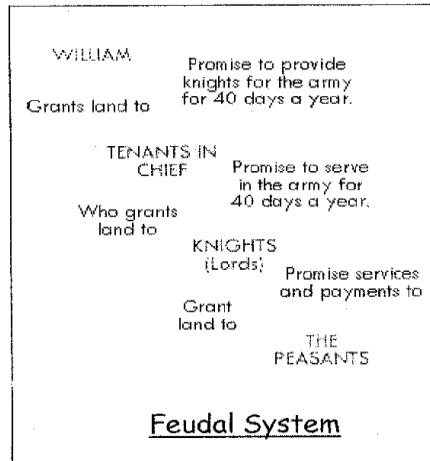 WILLIAM
Promise to provide
knights for the army
for 40 days a year.
Grants land to
TENANTS IN
CHIEF
Promise to serve
in the army for
40 days a year.
Who grants
land to
KNIGHTS
(Lords)
Promise services
and payments to
Grant
land to
THE
PEASANTS
Feudal System